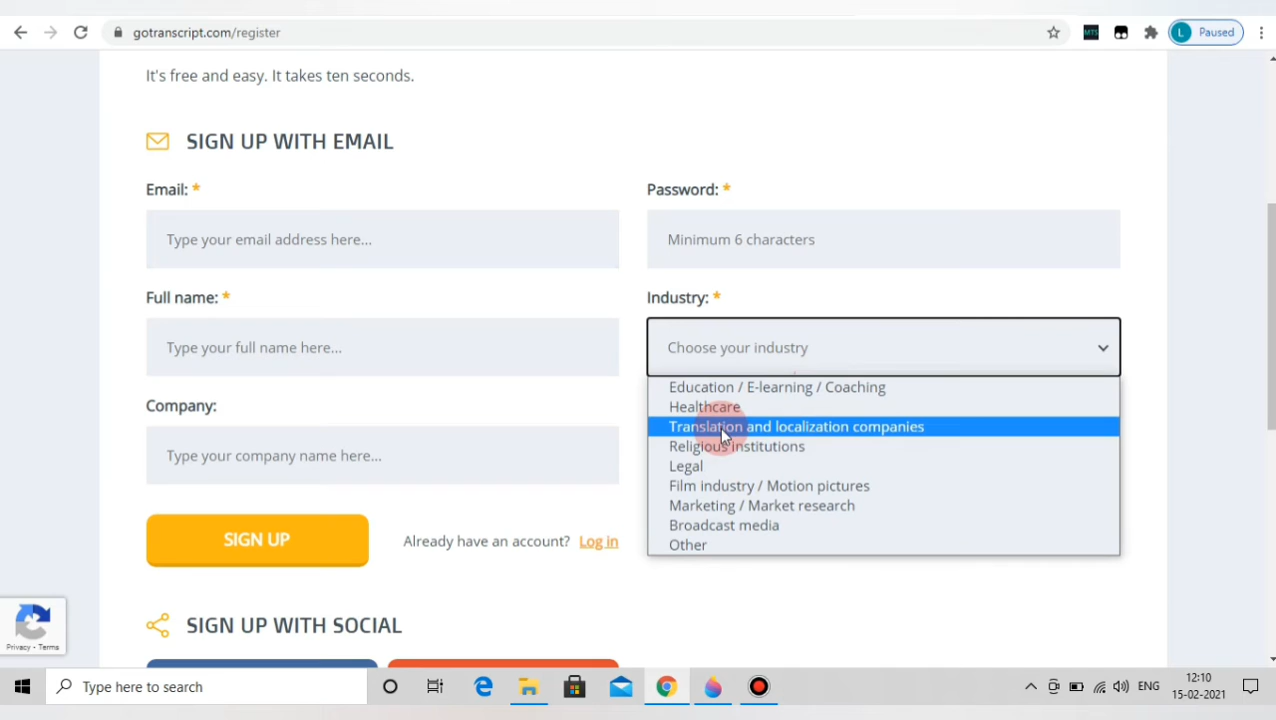 gotranscript.com/register
MTS
L
Paused
It's free and easy. It takes ten seconds.
SIGN UP WITH EMAIL
Email: *
Password: *
Type your email address here...
Minimum 6 characters
Full name: *
Industry: *
Type your full name here...
Choose your industry
Education / E-learning / Coaching
Healthcare
Translation and localization companies
Religious institutions
Legal
Film industry / Motion pictures
Marketing / Market research
Broadcast media
Other
Company:
Type your company name here...
SIGN UP
Already have an account? Log in
SIGN UP WITH SOCIAL
Privacy - Terms
Type here to search
ENG
12:10
15-02-2021